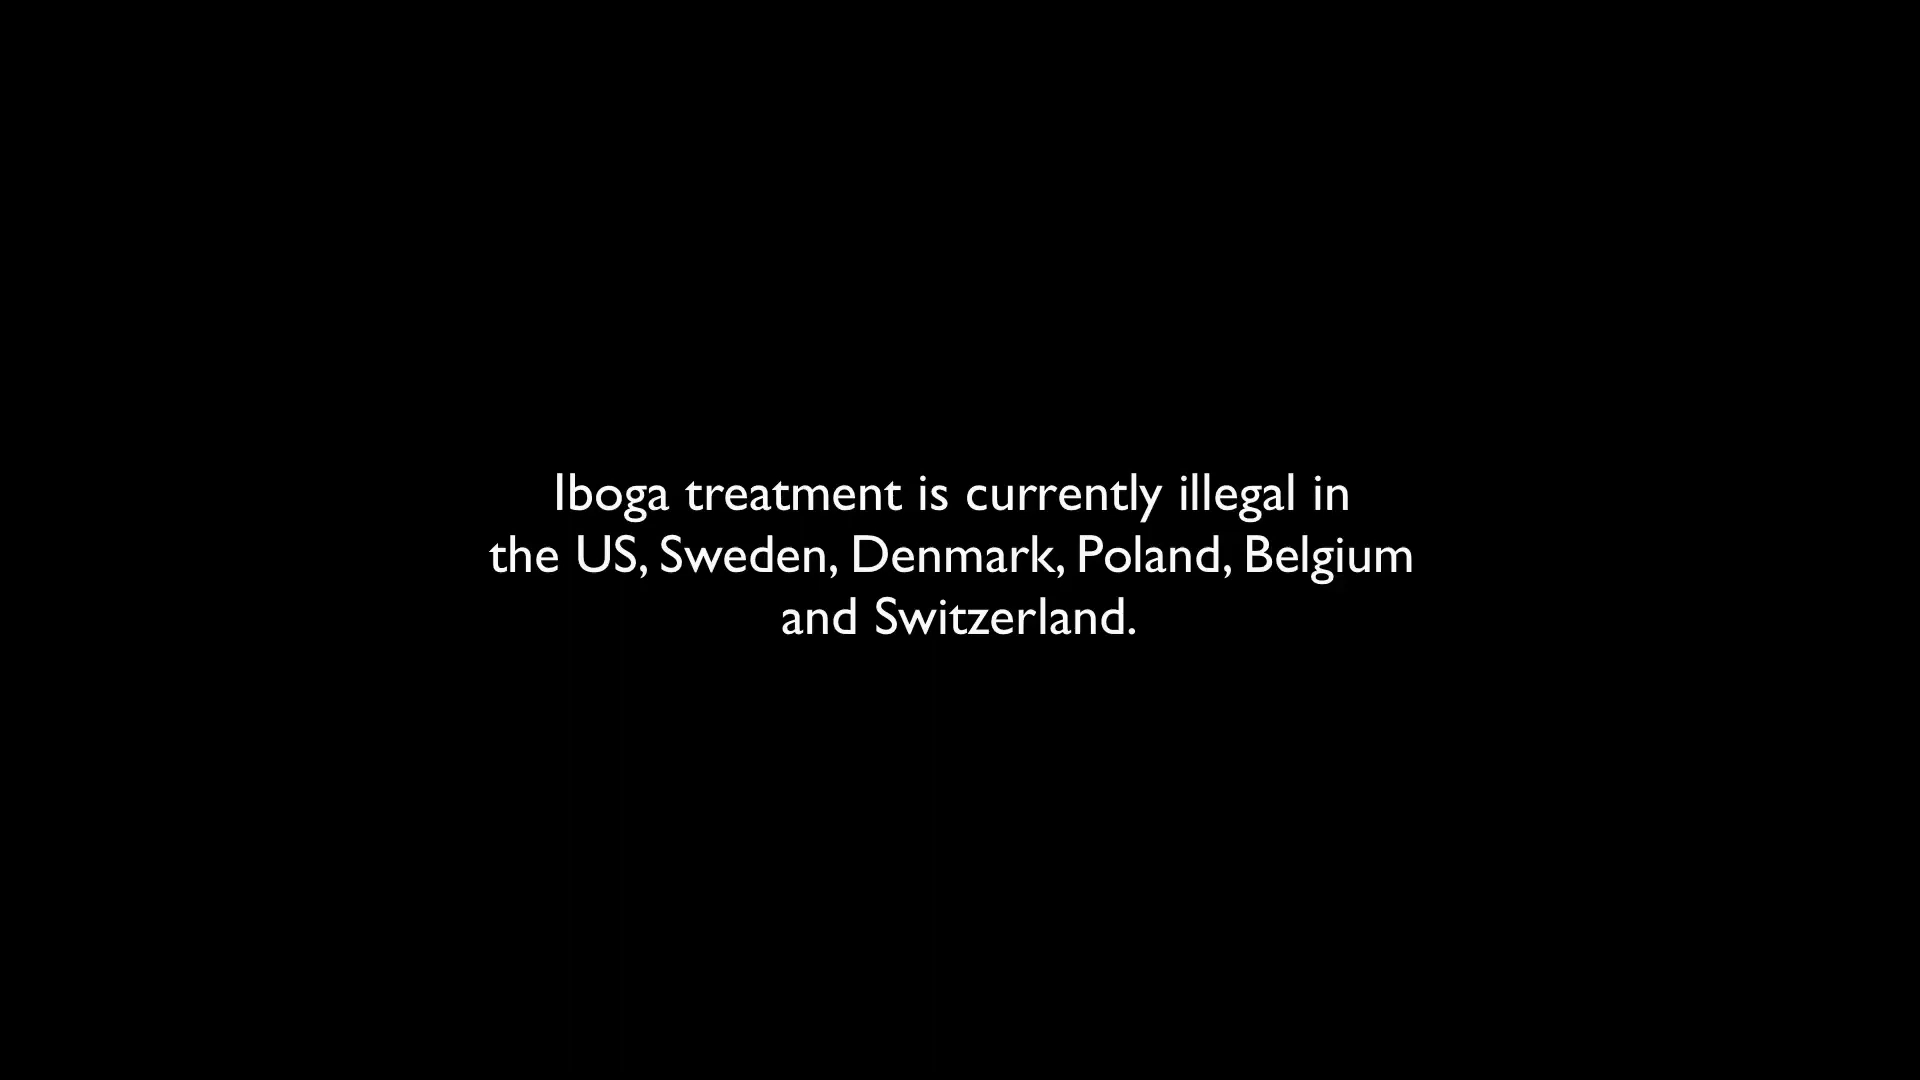 Iboga treatment is currently illegal in
the US, Sweden, Denmark, Poland, Belgium
and Switzerland.